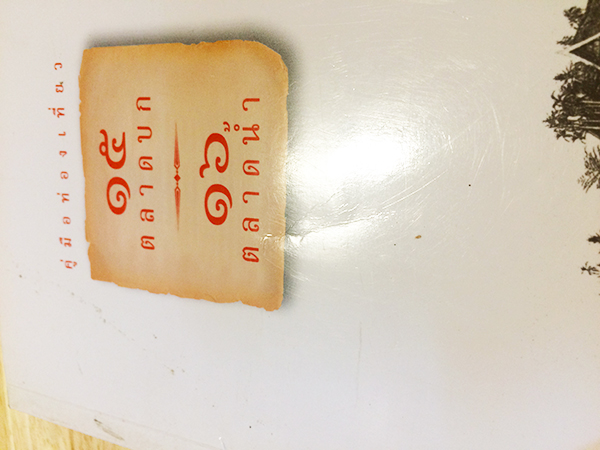 คู่มือท่องเที่ยว
๑๕
ตลาดบก
๑๖
ตลาดน้ำ